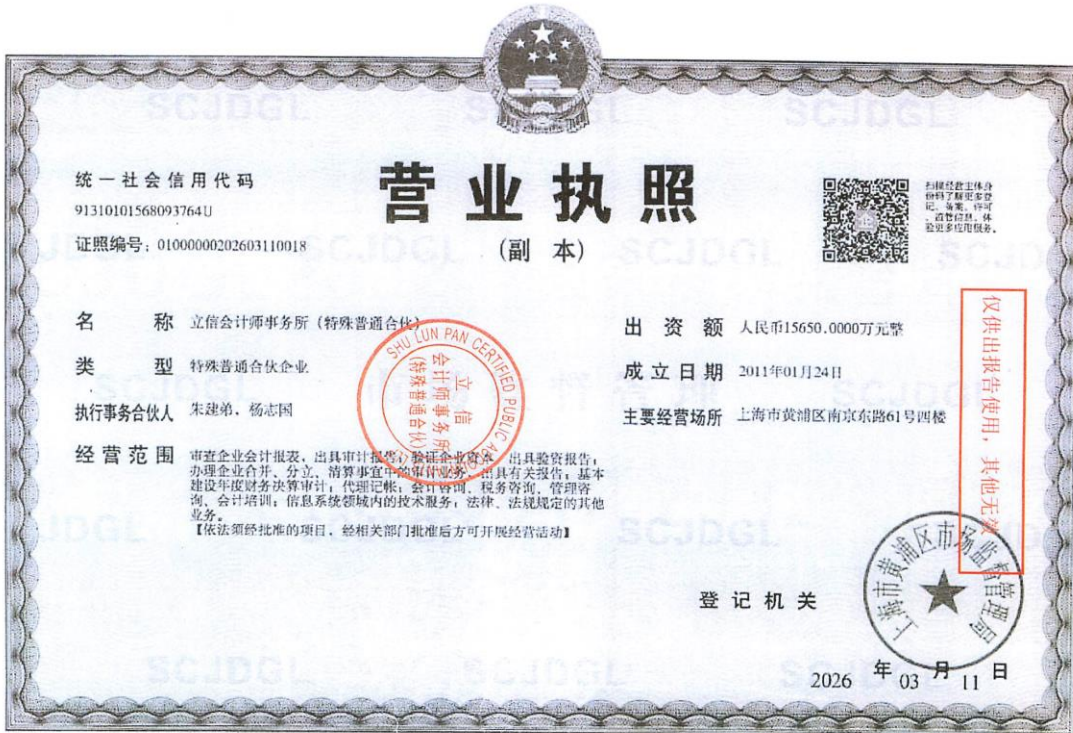 统一社会信用代码
91310101568093764U
证照编号：01000000202603110018
营业执照
（副 本）
扫描经营主体身
份码了解更多登
记、备案、许可
、监管信息，体
验更多应用服务。
名 称 立信会计师事务所（特殊普通合伙）
类 型 特殊普通合伙企业
执行事务合伙人 朱建弟、杨志国
经营范围 审查企业会计报表，出具审计报告；验证企业资本，出具验资报告；
办理企业合并、分立、清算事宜中的审计业务，出具有关报告；基本
建设年度财务决算审计；代理记帐；会计咨询、税务咨询、管理咨
询、会计培训；信息系统领域内的技术服务；法律、法规规定的其他
业务。
【依法须经批准的项目，经相关部门批准后方可开展经营活动】
出资额 人民币15650.0000万元整
成立日期 2011年01月24日
主要经营场所 上海市黄浦区南京东路61号四楼
SHU LUN PAN CERTIFIED PUBLIC
立信
会计师事务所
(特殊普通合伙)
仅供出报告使用，其他无效
登记机关
上海市黄浦区市场监督管理局
2026 年 03 月 11 日
SCJDGL